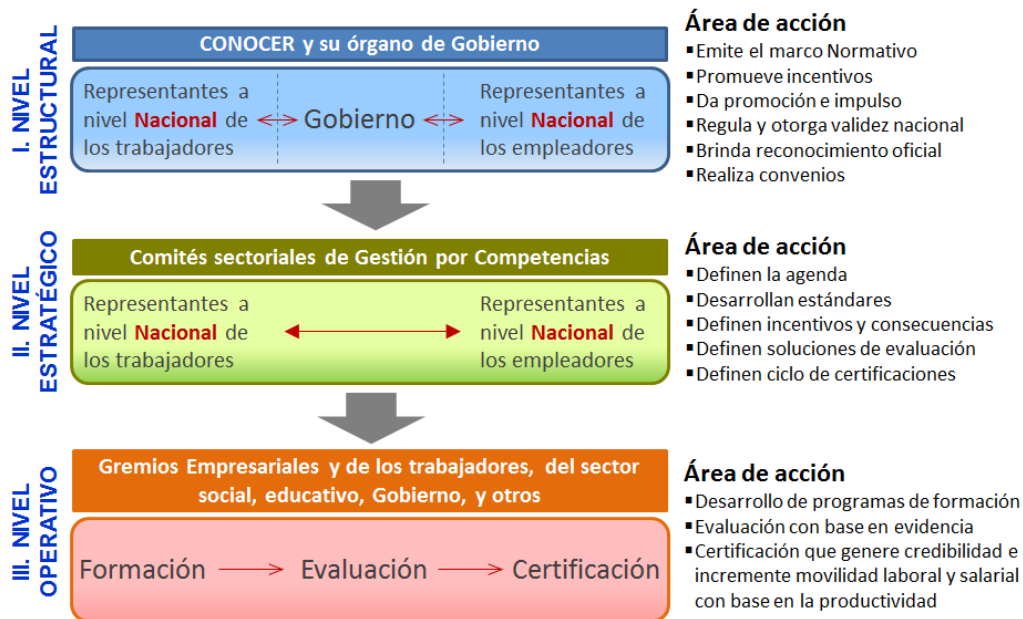 I. NIVEL
ESTRUCTURAL
CONOCER y su órgano de Gobierno
Representantes a
nivel Nacional de
los trabajadores
Gobierno
Representantes a
nivel Nacional de
los empleadores
Área de acción
▪Emite el marco Normativo
▪Promueve incentivos
▪Da promoción e impulso
▪Regula y otorga validez nacional
▪Brinda reconocimiento oficial
▪Realiza convenios
II. NIVEL
ESTRATÉGICO
Comités sectoriales de Gestión por Competencias
Representantes a
nivel Nacional de
los trabajadores
Representantes a
nivel Nacional de
los empleadores
Área de acción
▪Definen la agenda
▪Desarrollan estándares
▪Definen incentivos y consecuencias
▪Definen soluciones de evaluación
▪Definen ciclo de certificaciones
III. NIVEL
OPERATIVO
Gremios Empresariales y de los trabajadores, del sector
social, educativo, Gobierno, y otros
Formación
Evaluación
Certificación
Área de acción
▪Desarrollo de programas de formación
▪Evaluación con base en evidencia
▪Certificación que genere credibilidad e
incremente movilidad laboral y salarial
con base en la productividad